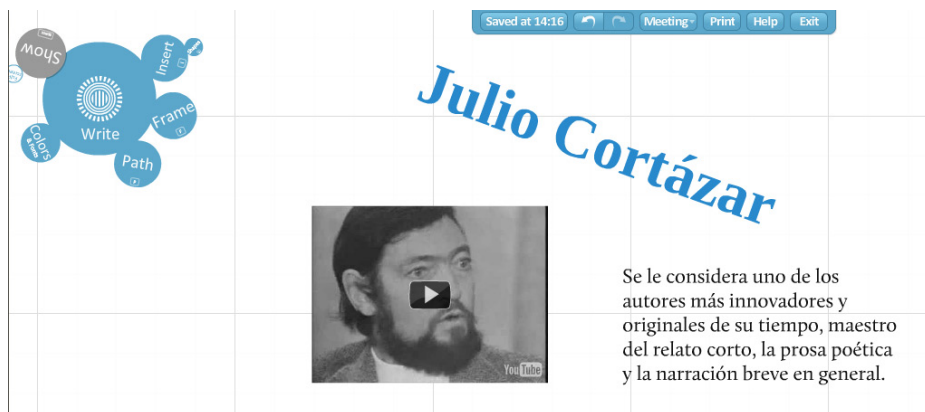 Saved at 14:16 Meeting Print Help Exit
Show
Insert
Frame
Write
Colors
& Fonts
Path
Julio Cortázar
Se le considera uno de los
autores más innovadores y
originales de su tiempo, maestro
del relato corto, la prosa poética
y la narración breve en general.
YouTube